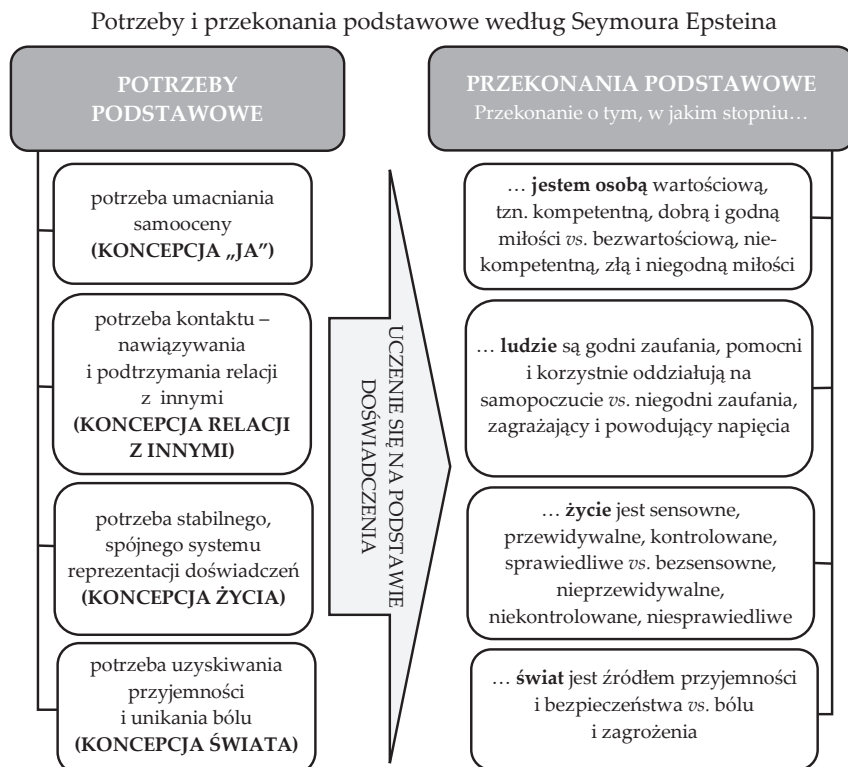 Potrzeby i przekonania podstawowe według Seymoura Epsteina
POTRZEBY
PODSTAWOWE
potrzeba umacniania
samooceny
(KONCEPCJA „JA”)
potrzeba kontaktu –
nawiązywania
i podtrzymania relacji
z innymi
(KONCEPCJA RELACJI
Z INNYMI)
potrzeba stabilnego,
spójnego systemu
reprezentacji doświadczeń
(KONCEPCJA ŻYCIA)
potrzeba uzyskiwania
przyjemności
i unikania bólu
(KONCEPCJA ŚWIATA)
UCZENIE SIĘ NA PODSTAWIE
DOŚWIADCZENIA
PRZEKONANIA PODSTAWOWE
Przekonanie o tym, w jakim stopniu…
… jestem osobą wartościową,
tzn. kompetentną, dobrą i godną
miłości vs. bezwartościową, nie-
kompetentną, złą i niegodną miłości
… ludzie są godni zaufania, pomocni
i korzystnie oddziałują na
samopoczucie vs. niegodni zaufania,
zagrażający i powodujący napięcia
… życie jest sensowne,
przewidywalne, kontrolowane,
sprawiedliwe vs. bezsensowne,
nieprzewidywalne,
niekontrolowane, niesprawiedliwe
… świat jest źródłem przyjemności
i bezpieczeństwa vs. bólu
i zagrożenia